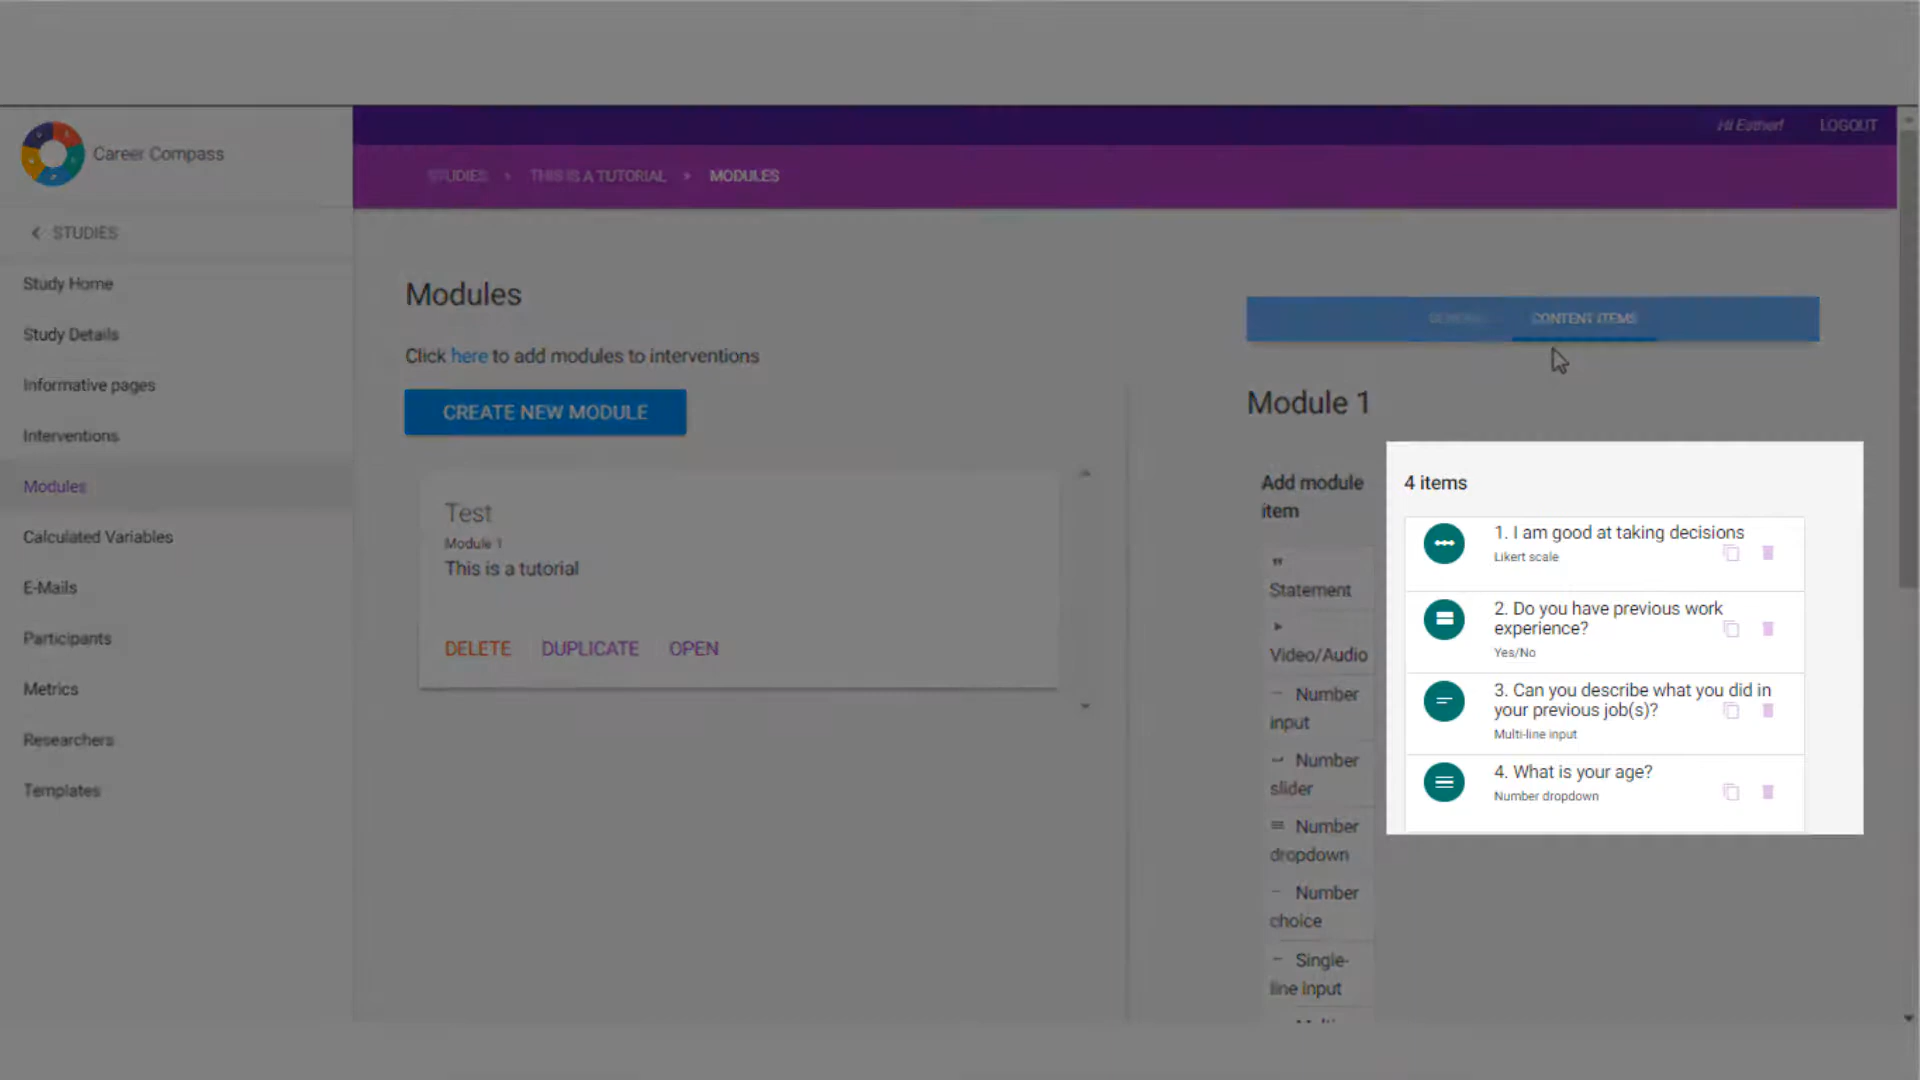 Career Compass
Hi Esther!
LOGOUT
STUDIES > THIS IS A TUTORIAL > MODULES
STUDIES
Study Home
Study Details
Informative pages
Interventions
Modules
Calculated Variables
E-Mails
Participants
Metrics
Researchers
Templates
Modules
Click here to add modules to interventions
CREATE NEW MODULE
Test
Module 1
This is a tutorial
DELETE
DUPLICATE
OPEN
GENERAL
CONTENT ITEMS
Module 1
Add module
item
Statement
Video/Audio
Number
input
Number
slider
Number
dropdown
Number
choice
Single-
line input
4 items
1. I am good at taking decisions
Likert scale
2. Do you have previous work
experience?
Yes/No
3. Can you describe what you did in
your previous job(s)?
Multi-line input
4. What is your age?
Number dropdown